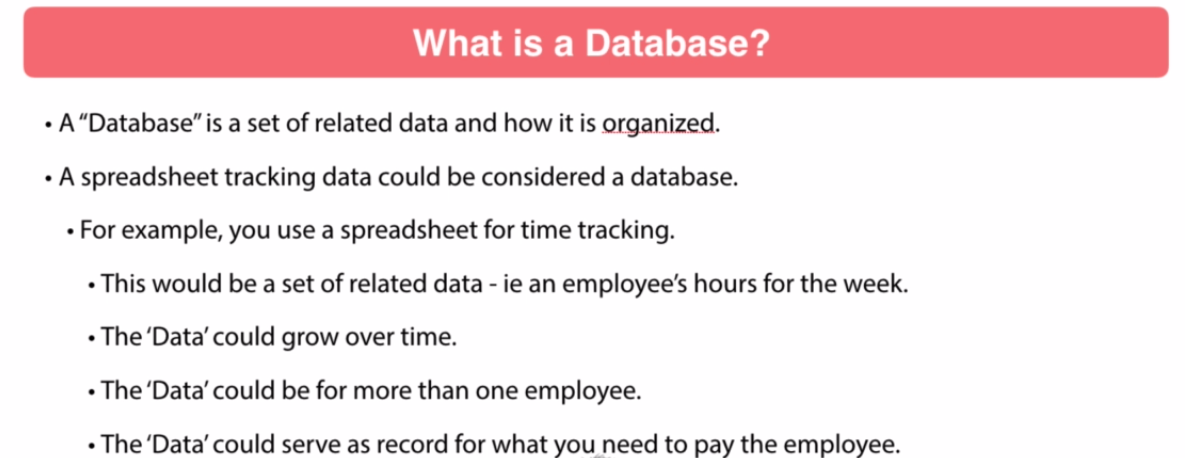 What is a Database?
• A “Database” is a set of related data and how it is organized.
• A spreadsheet tracking data could be considered a database.
• For example, you use a spreadsheet for time tracking.
• This would be a set of related data - ie an employee’s hours for the week.
• The ‘Data’ could grow over time.
• The ‘Data’ could be for more than one employee.
• The ‘Data’ could serve as record for what you need to pay the employee.